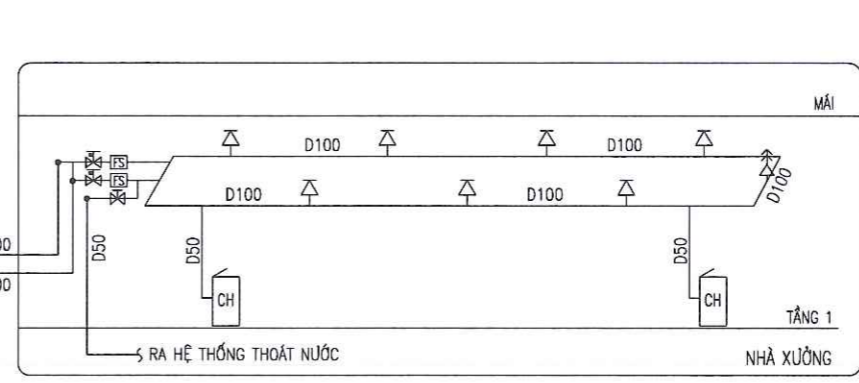 MÁI
D100
D100
FS
FS
D100
D100
D100
D50
D50
D50
CH
CH
TẦNG 1
RA HỆ THỐNG THOÁT NƯỚC
NHÀ XƯỞNG